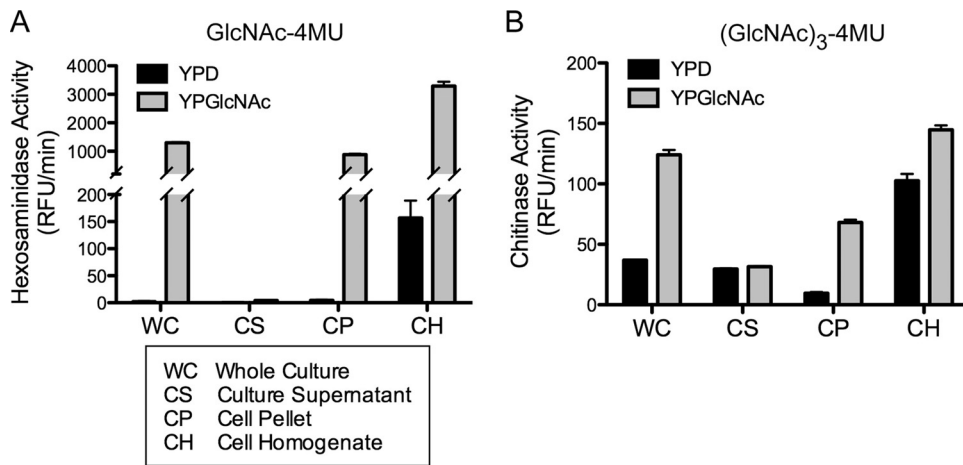 A
GlcNAc-4MU
Hexosaminidase Activity
(RFU/min)
4000
3000
2000
1000
200
150
100
50
0
YPD
YPGlcNAc
WC CS CP CH
WC Whole Culture
CS Culture Supernatant
CP Cell Pellet
CH Cell Homogenate
B
(GlcNAc)3-4MU
Chitinase Activity
(RFU/min)
200
150
100
50
0
YPD
YPGlcNAc
WC CS CP CH